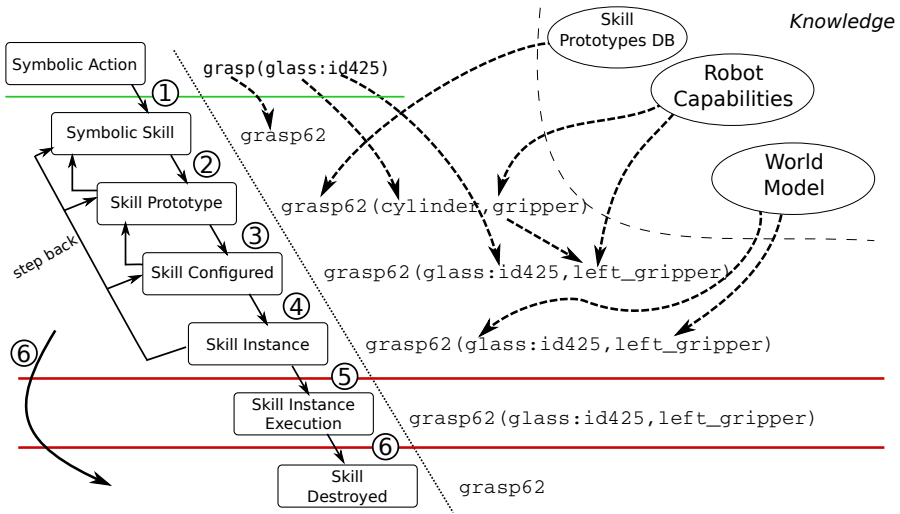 Knowledge
Skill
Prototypes DB
Symbolic Action
grasp(glass:id425)
Robot
Capabilities
1
Symbolic Skill
grasp62
2
World
Model
Skill Prototype
grasp62(cylinder,gripper)
3
step back
Skill Configured
grasp62(glass:id425,left_gripper)
4
Skill Instance
grasp62(glass:id425,left_gripper)
6
5
Skill Instance
Execution
grasp62(glass:id425,left_gripper)
6
Skill
Destroyed
grasp62